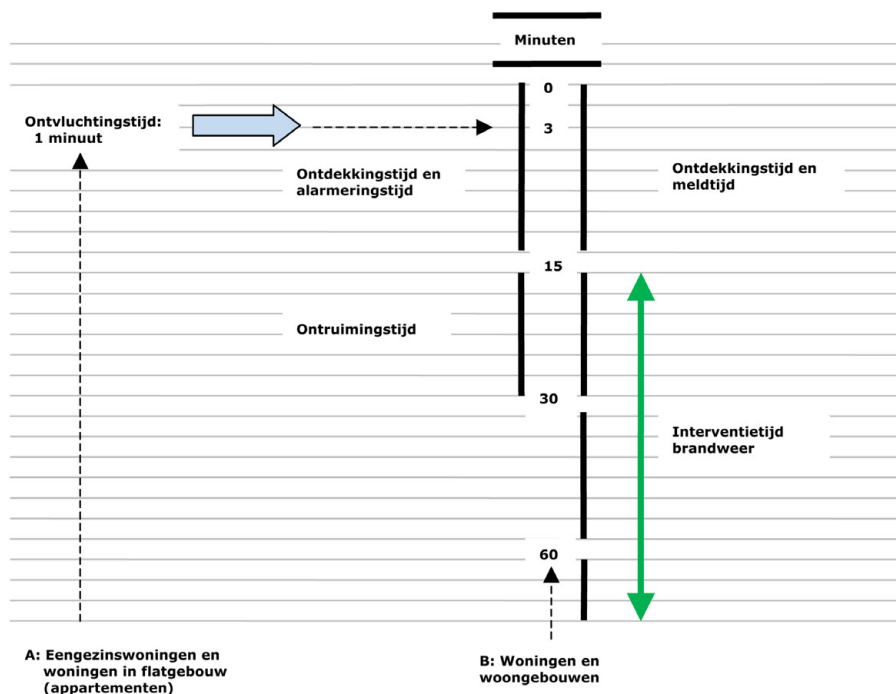 Minuten
0
Ontvluchtingstijd:
1 minuut
3
Ontdekkingstijd en
alarmeringstijd
Ontdekkingstijd en
meldtijd
15
Ontruimingstijd
30
Interventietijd
brandweer
60
A: Eengezinswoningen en
woningen in flatgebouw
(appartementen)
B: Woningen en
woongebouwen